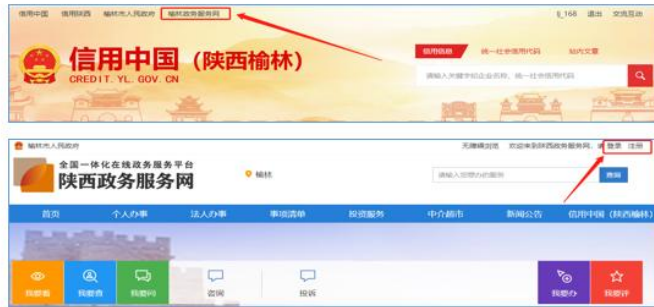 信用中国 信用陕西 榆林市人民政府 榆林政务服务网 退出 交流互动
信用中国（陕西榆林）
CREDIT. YL. GOV. CN
信用信息 统一社会信用代码 站内文章
请输入关键字如企业名称、统一社会信用代码
榆林市人民政府 无障碍浏览 欢迎来到陕西政务服务网，请 登录 注册
全国一体化在线政务服务平台
陕西政务服务网
榆林
请输入您想办的服务 查询
首页 个人办事 法人办事 事项清单 投资服务 中介超市 新闻公告 信用中国（陕西榆林）
我要看 我要查 我要问 咨询 投诉 我要办 我要评